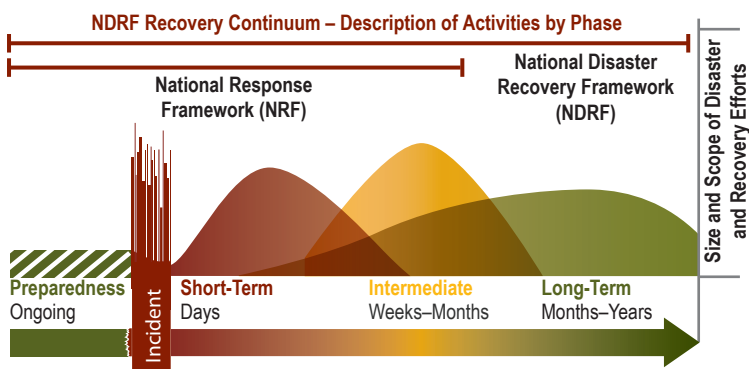 NDRF Recovery Continuum – Description of Activities by Phase
National Response
Framework (NRF)
National Disaster
Recovery Framework
(NDRF)
Size and Scope of Disaster
and Recovery Efforts
Preparedness
Ongoing
Incident
Short-Term
Days
Intermediate
Weeks–Months
Long-Term
Months–Years